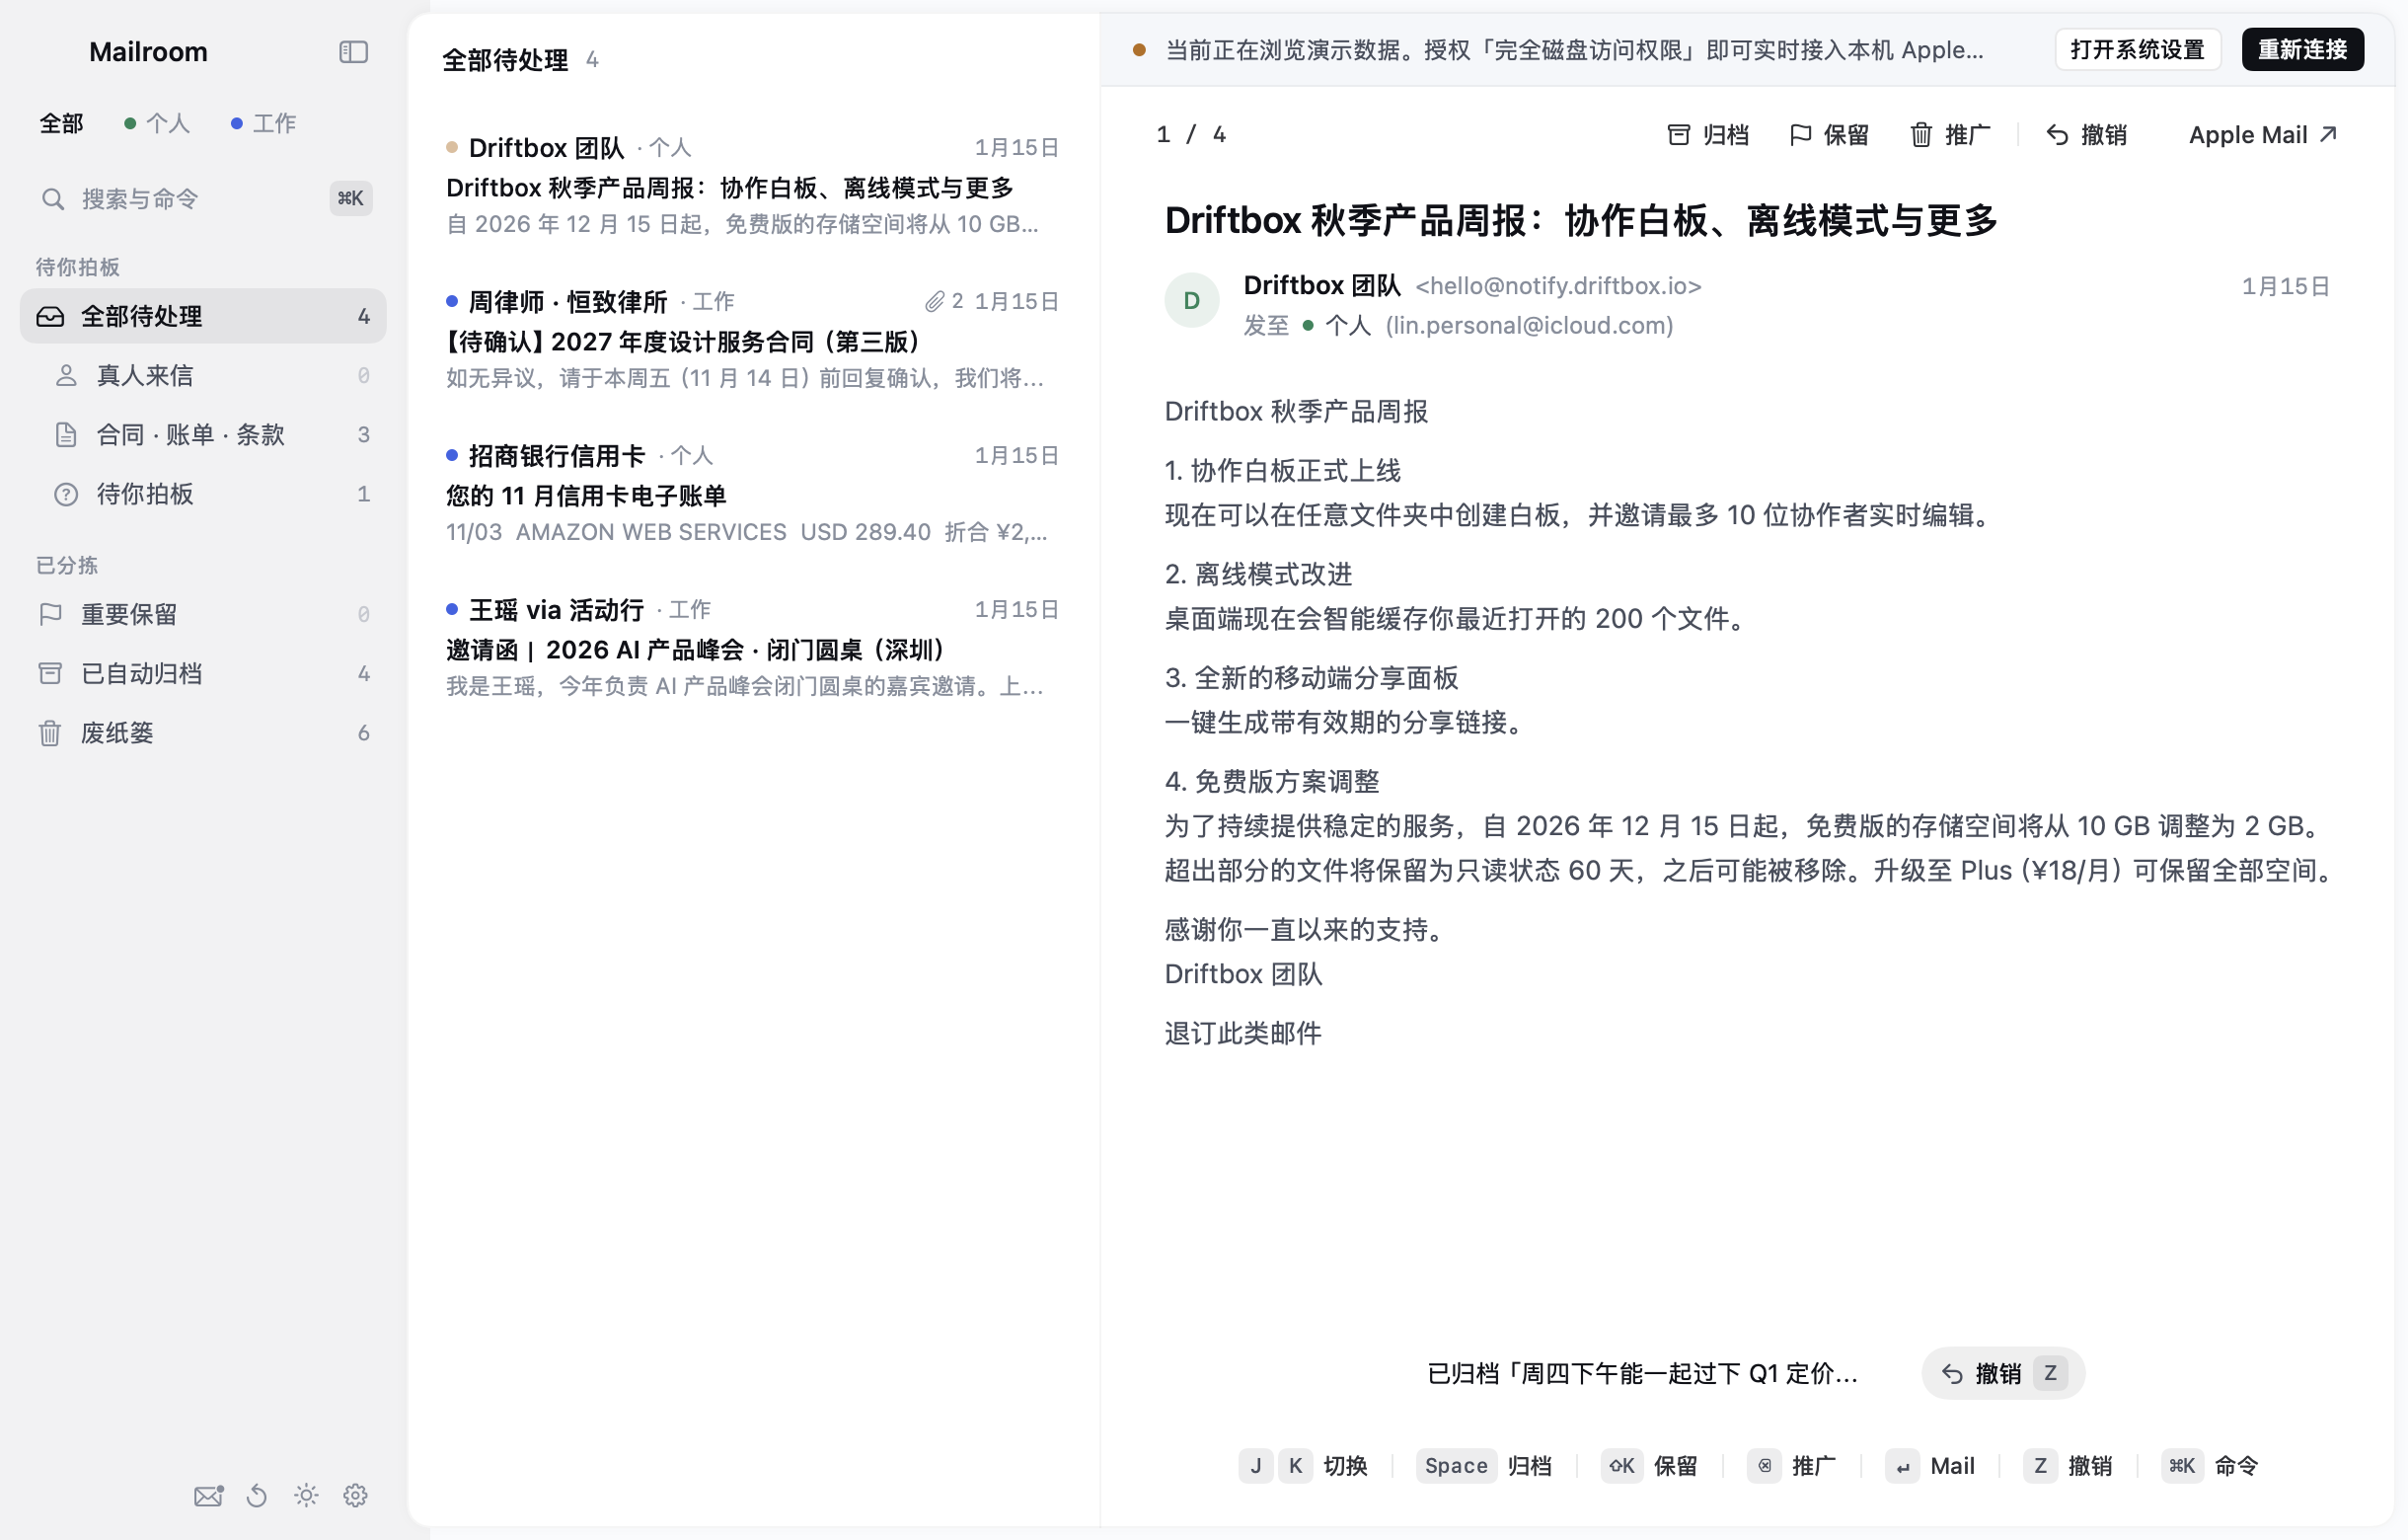 Mailroom
全部 个人 工作
搜索与命令 ⌘K
待你拍板
全部待处理 4
真人来信 0
合同 · 账单 · 条款 3
待你拍板 1
已分拣
重要保留 0
已自动归档 4
废纸篓 6
全部待处理 4
Driftbox 团队 · 个人 1月15日
Driftbox 秋季产品周报：协作白板、离线模式与更多
自 2026 年 12 月 15 日起，免费版的存储空间将从 10 GB...
周律师 · 恒致律所 · 工作 2 1月15日
【待确认】2027 年度设计服务合同（第三版）
如无异议，请于本周五（11 月 14 日）前回复确认，我们将...
招商银行信用卡 · 个人 1月15日
您的 11 月信用卡电子账单
11/03 AMAZON WEB SERVICES USD 289.40 折合 ¥2,...
王瑶 via 活动行 · 工作 1月15日
邀请函 | 2026 AI 产品峰会 · 闭门圆桌（深圳）
我是王瑶，今年负责 AI 产品峰会闭门圆桌的嘉宾邀请。上...
当前正在浏览演示数据。授权「完全磁盘访问权限」即可实时接入本机 Apple... 打开系统设置 重新连接
1 / 4 归档 保留 推广 撤销 Apple Mail ↗
Driftbox 秋季产品周报：协作白板、离线模式与更多
D
Driftbox 团队 <hello@notify.driftbox.io> 1月15日
发至 个人 (lin.personal@icloud.com)
Driftbox 秋季产品周报
1. 协作白板正式上线
现在可以在任意文件夹中创建白板，并邀请最多 10 位协作者实时编辑。
2. 离线模式改进
桌面端现在会智能缓存你最近打开的 200 个文件。
3. 全新的移动端分享面板
一键生成带有效期的分享链接。
4. 免费版方案调整
为了持续提供稳定的服务，自 2026 年 12 月 15 日起，免费版的存储空间将从 10 GB 调整为 2 GB。
超出部分的文件将保留为只读状态 60 天，之后可能被移除。升级至 Plus（¥18/月）可保留全部空间。
感谢你一直以来的支持。
Driftbox 团队
退订此类邮件
已归档「周四下午能一起过下 Q1 定价... 撤销 Z
J K 切换 Space 归档 ⇧K 保留 ⌫ 推广 ↵ Mail Z 撤销 ⌘K 命令